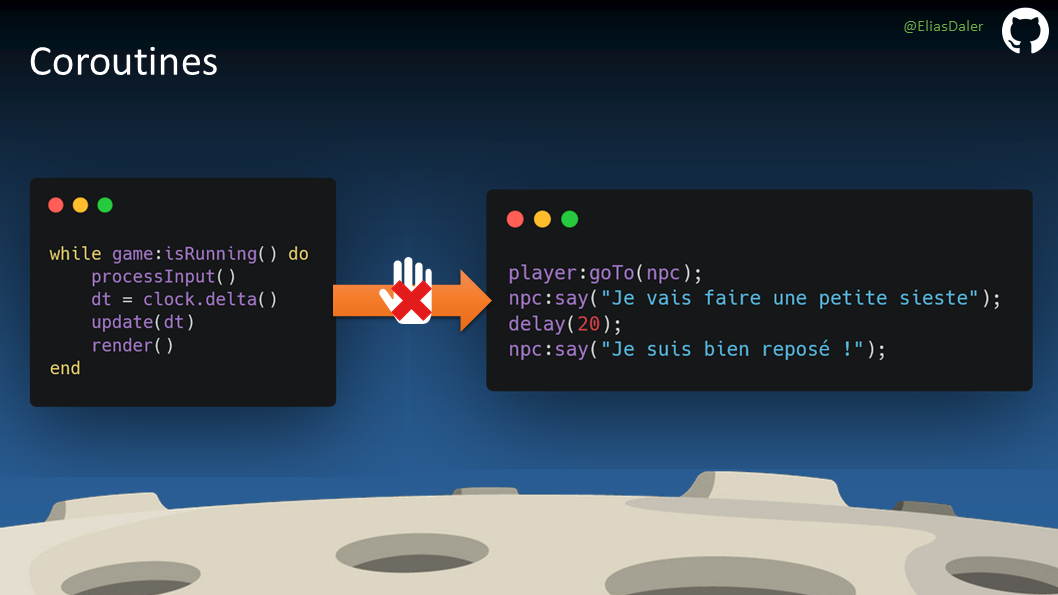 @EliasDaler
Coroutines
while game:isRunning() do
    processInput()
    dt = clock.delta()
    update(dt)
    render()
end
player:goTo(npc);
npc:say("Je vais faire une petite sieste");
delay(20);
npc:say("Je suis bien reposé !");